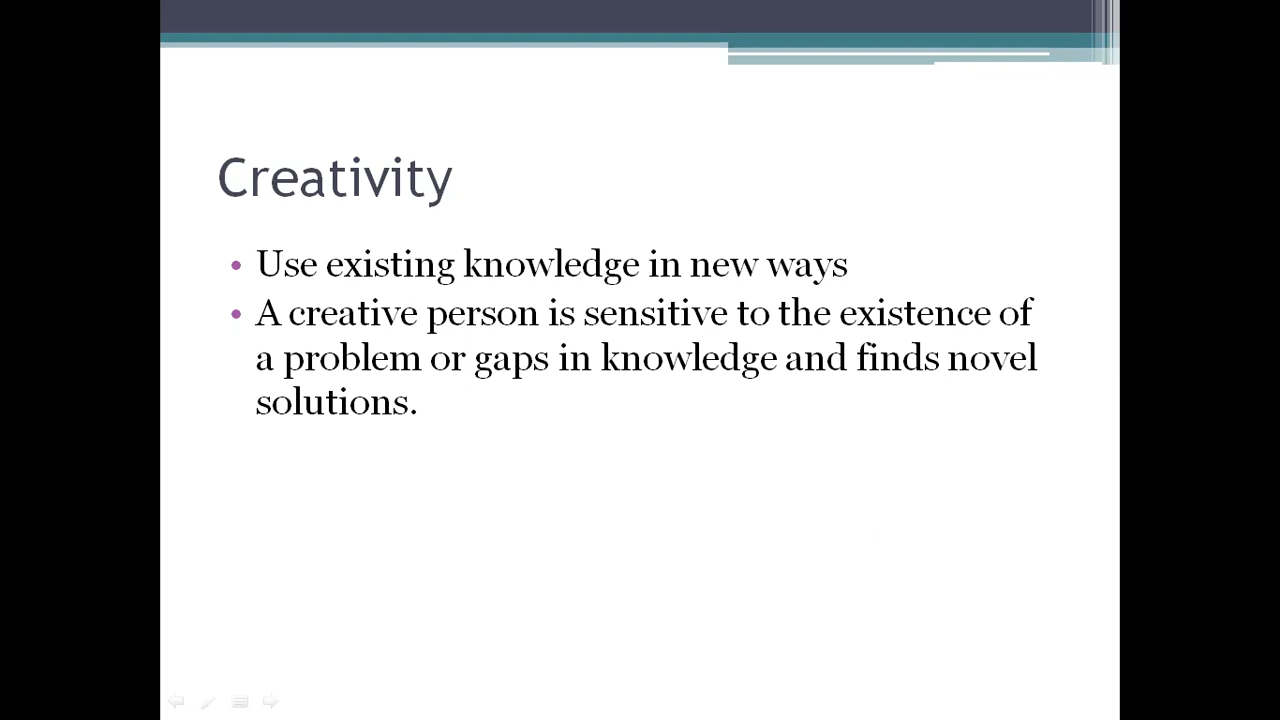 Creativity
• Use existing knowledge in new ways
• A creative person is sensitive to the existence of
a problem or gaps in knowledge and finds novel
solutions.